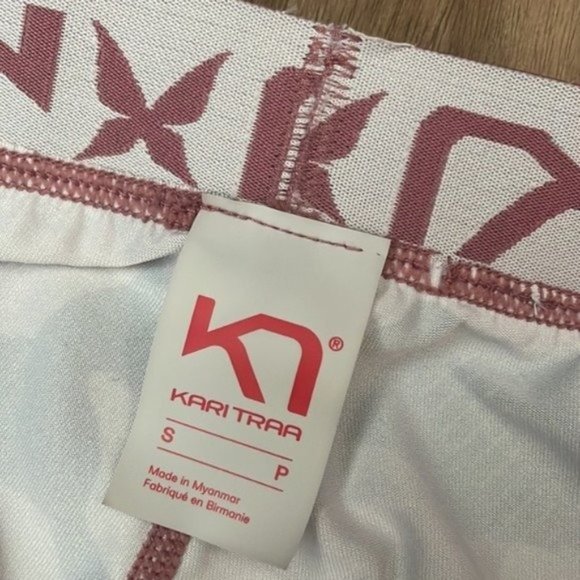 KARI TRAA
S
P
Made in Myanmar
Fabriqué en Birmanie